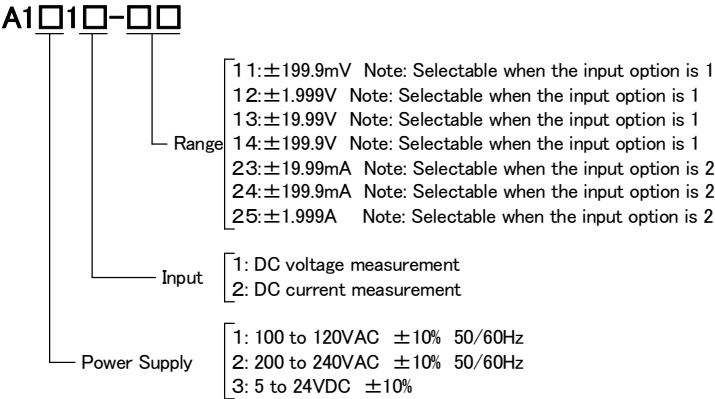 A1□1□-□□
11:±199.9mV Note: Selectable when the input option is 1
12:±1.999V Note: Selectable when the input option is 1
13:±19.99V Note: Selectable when the input option is 1
14:±199.9V Note: Selectable when the input option is 1
Range
23:±19.99mA Note: Selectable when the input option is 2
24:±199.9mA Note: Selectable when the input option is 2
25:±1.999A Note: Selectable when the input option is 2
Input
1: DC voltage measurement
2: DC current measurement
Power Supply
1: 100 to 120VAC ±10% 50/60Hz
2: 200 to 240VAC ±10% 50/60Hz
3: 5 to 24VDC ±10%